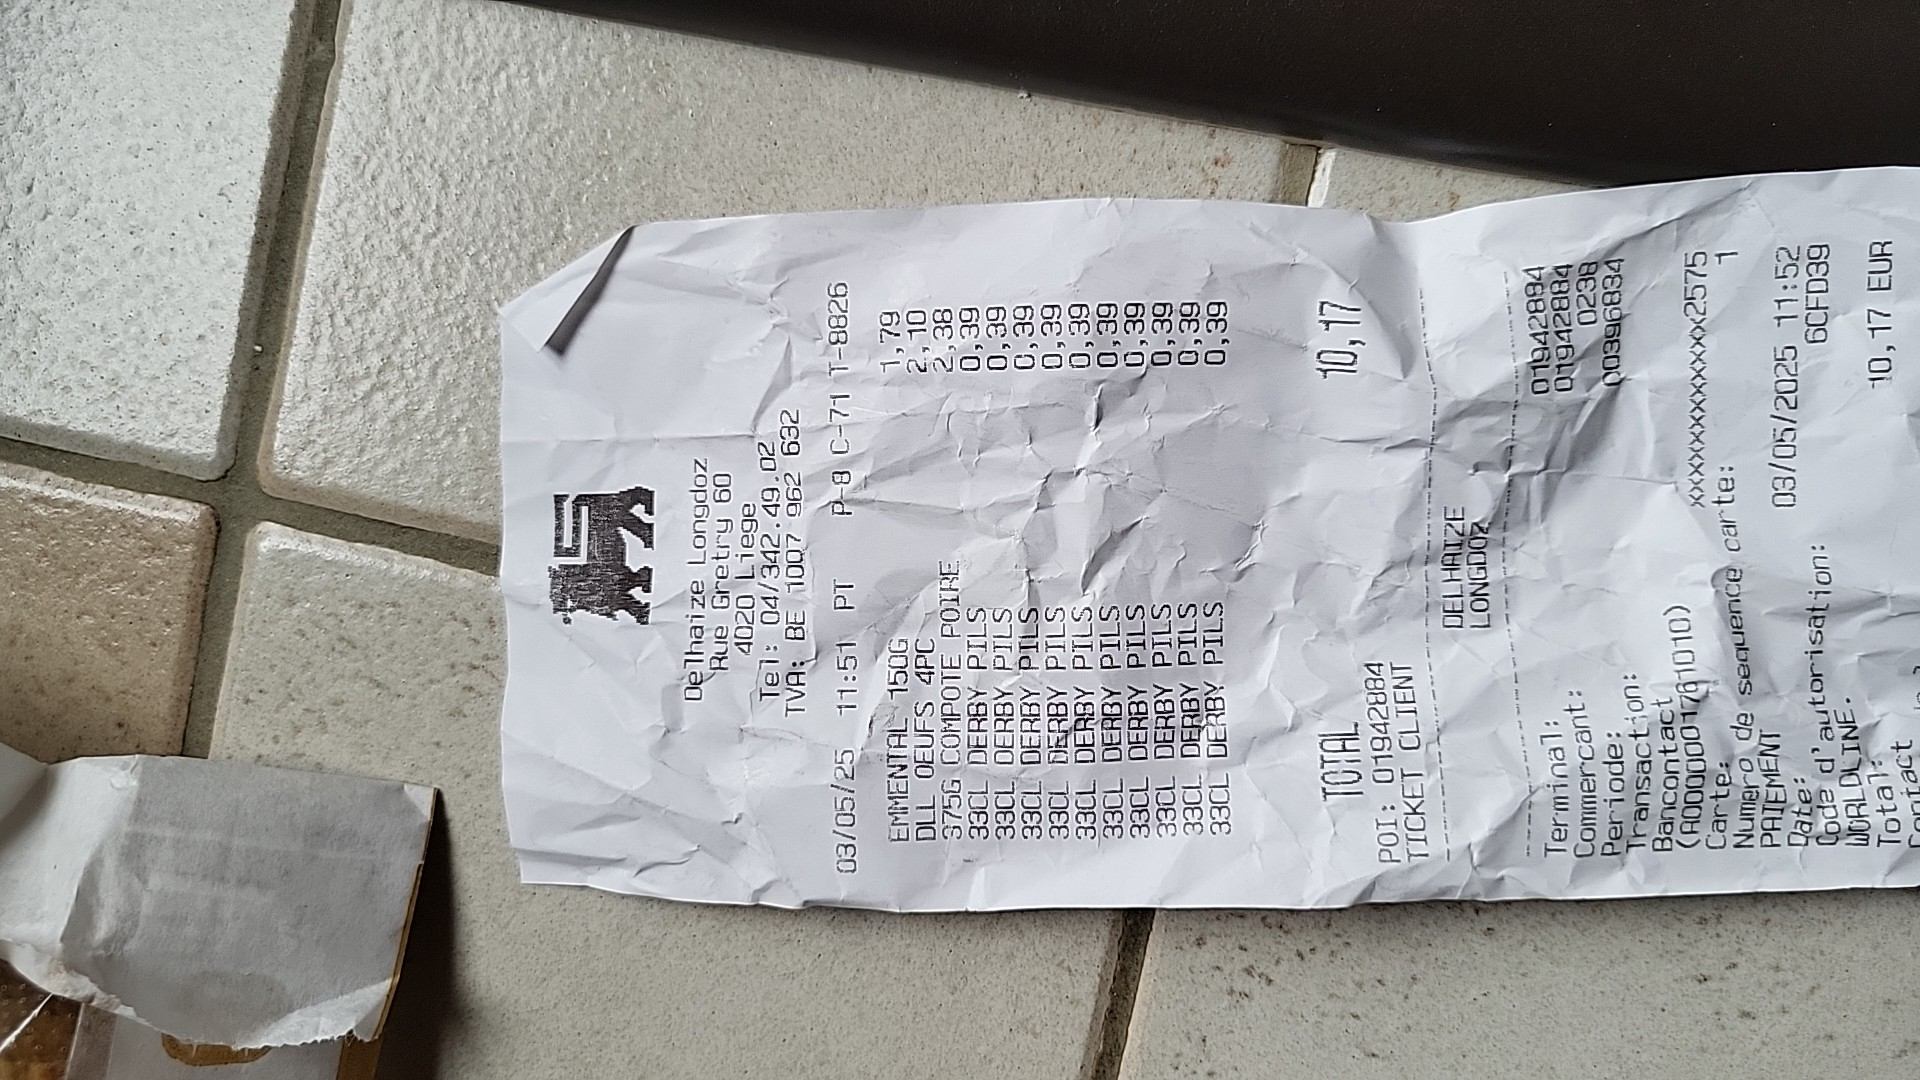 Delhaize Longdoz
Rue Gretry 60
4020 Liege
Tel: 04/342.49.02
TVA: BE 1007 962 632
03/05/25 11:51 PT P-8 C-71 T-8826
EMMENTAL 150G 1,79
DLL OEUFS 4PC 2,10
375G COMPOTE POIRE 2,38
33CL DERBY PILS 0,39
33CL DERBY PILS 0,39
33CL DERBY PILS 0,39
33CL DERBY PILS 0,39
33CL DERBY PILS 0,39
33CL DERBY PILS 0,39
33CL DERBY PILS 0,39
33CL DERBY PILS 0,39
33CL DERBY PILS 0,39
33CL DERBY PILS 0,39
TOTAL 10,17
POI: 01942884
TICKET CLIENT
DELHAIZE
LONGDOZ
Terminal: 01942884
Commercant: 01942884
Periode: 0238
Transaction: 00396834
Bancontact
(A0000001761010)
Carte: xxxxxxxxxxxxxxx2575
Numero de sequence carte: 1
PAIEMENT
Date: 03/05/2025 11:52
Code d'autorisation: 6CFD39
WORLDLINE.
Total: 10,17 EUR
Contact